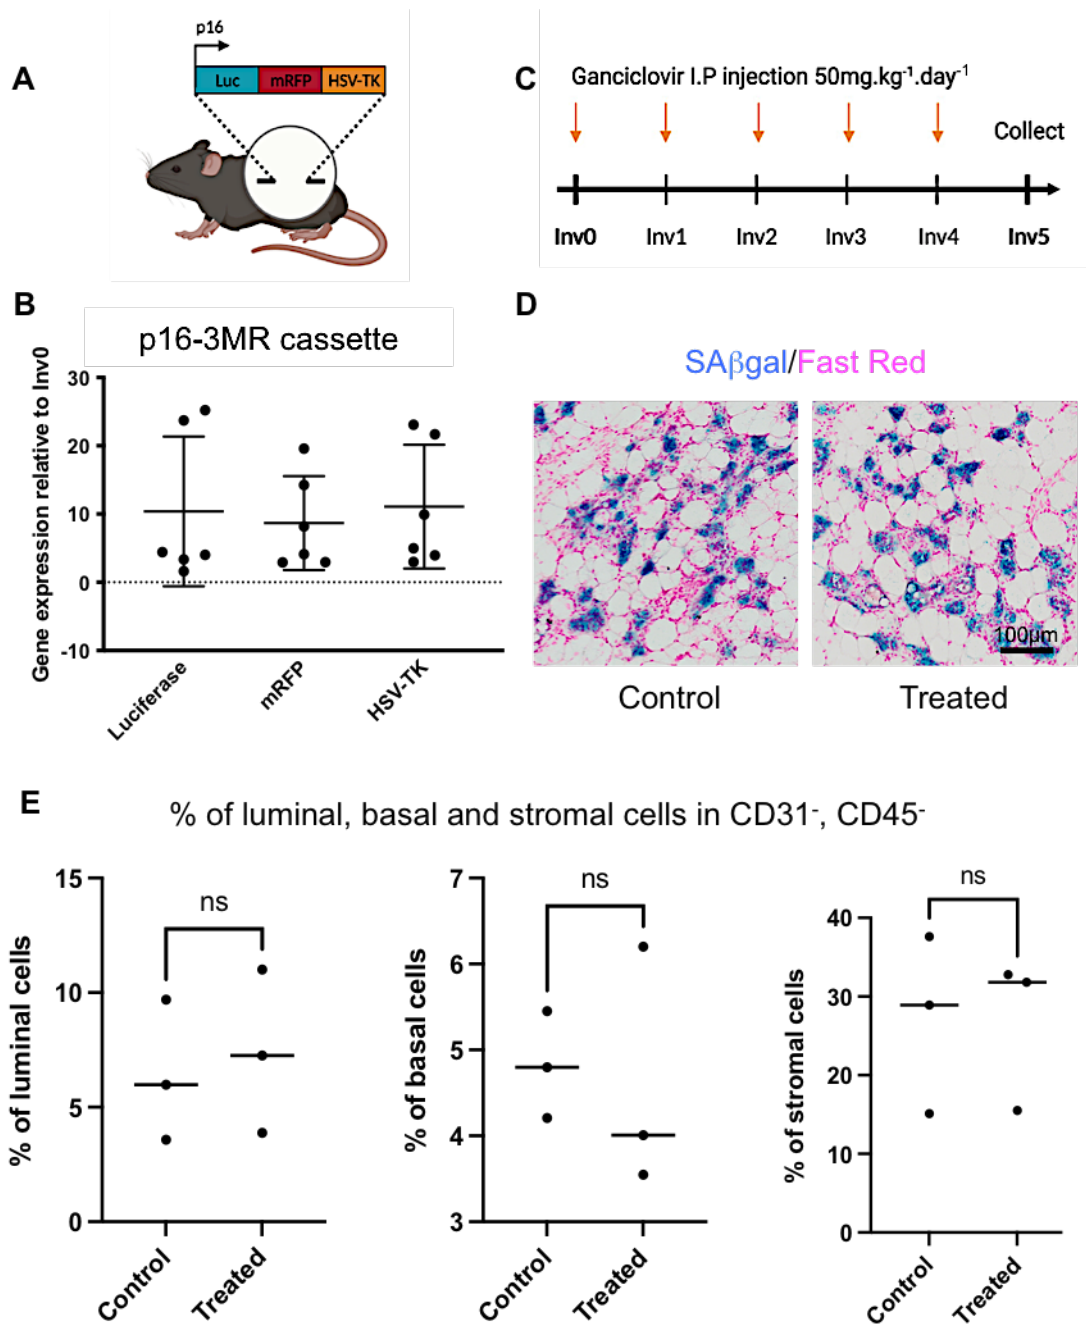 A
p16
Luc mRFP HSV-TK
C
Ganciclovir I.P injection 50mg.kg⁻¹.day⁻¹
Collect
Inv0 Inv1 Inv2 Inv3 Inv4 Inv5
B
p16-3MR cassette
Gene expression relative to Inv0
30
20
10
0
-10
Luciferase
mRFP
HSV-TK
D
SAβgal/Fast Red
100μm
Control
Treated
E
% of luminal, basal and stromal cells in CD31⁻, CD45⁻
% of luminal cells
15
10
5
0
ns
Control
Treated
% of basal cells
7
6
5
4
3
ns
Control
Treated
% of stromal cells
40
30
20
10
0
ns
Control
Treated